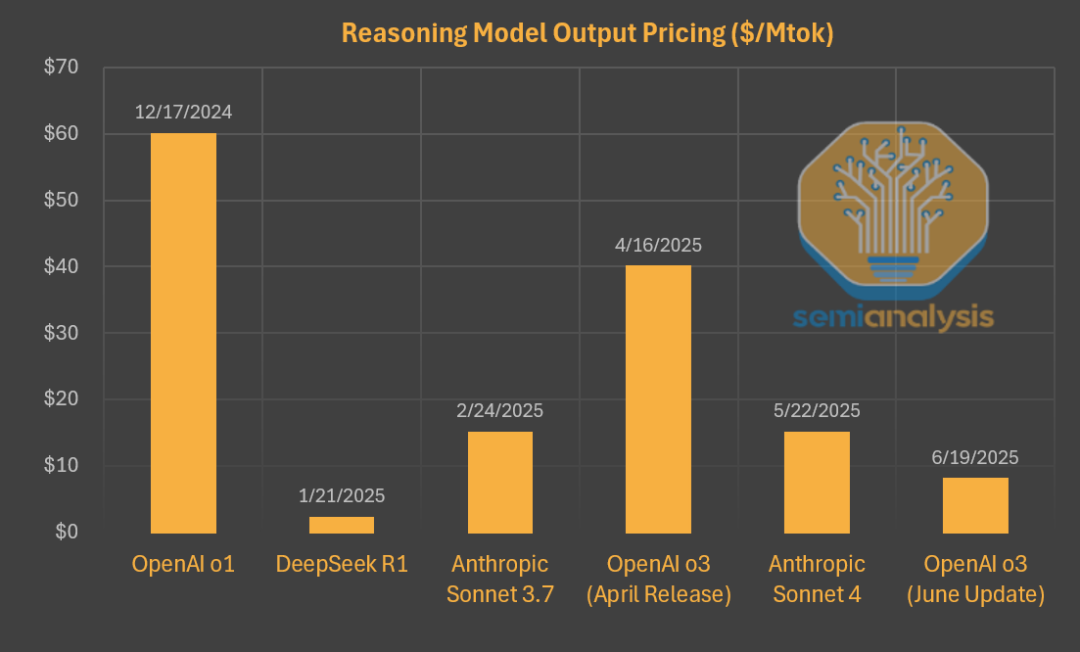 Reasoning Model Output Pricing ($/Mtok)
$70
$60
$50
$40
$30
$20
$10
$0
12/17/2024
1/21/2025
2/24/2025
4/16/2025
5/22/2025
6/19/2025
semianalysis
OpenAI o1
DeepSeek R1
Anthropic
Sonnet 3.7
OpenAI o3
(April Release)
Anthropic
Sonnet 4
OpenAI o3
(June Update)